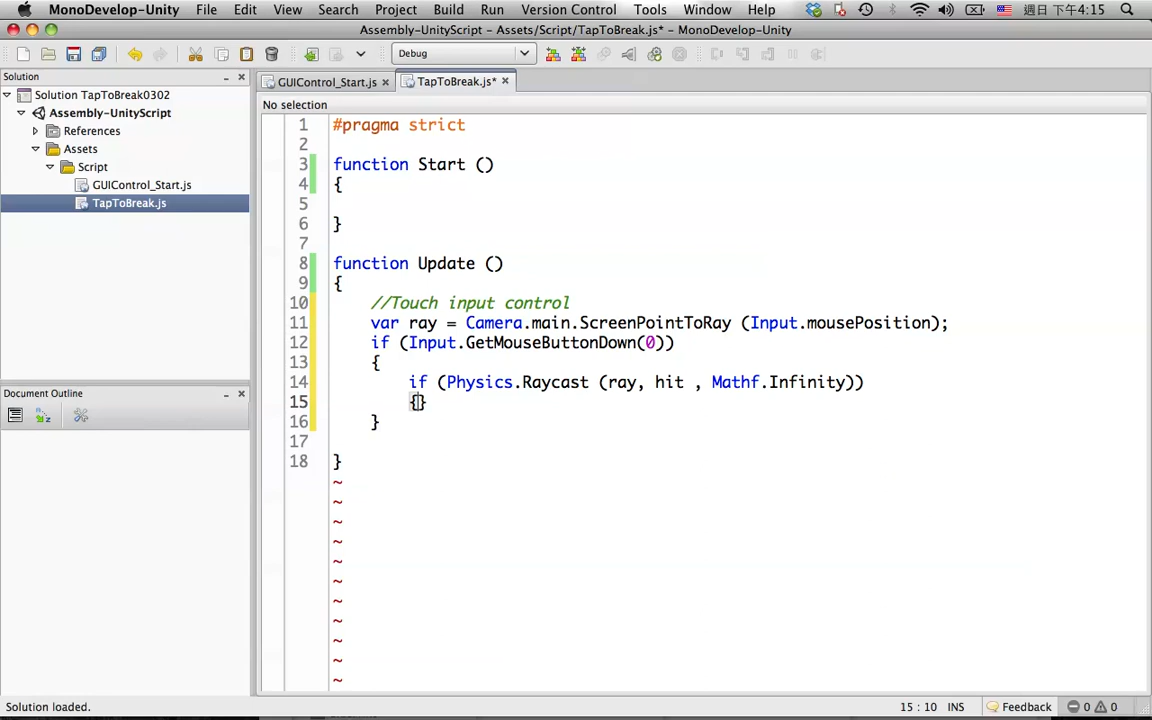 MonoDevelop-Unity File Edit View Search Project Build Run Version Control Tools Window Help 週日 下午4:15
Assembly-UnityScript - Assets/Script/TapToBreak.js* - MonoDevelop-Unity
Debug
Solution
GUIControl_Start.js
TapToBreak.js*
Solution TapToBreak0302
Assembly-UnityScript
References
Assets
Script
GUIControl_Start.js
TapToBreak.js
Document Outline
No selection
1 #pragma strict
2
3 function Start ()
4 {
5
6 }
7
8 function Update ()
9 {
10 //Touch input control
11 var ray = Camera.main.ScreenPointToRay (Input.mousePosition);
12 if (Input.GetMouseButtonDown(0))
13 {
14 if (Physics.Raycast (ray, hit , Mathf.Infinity))
15 {}
16 }
17
18 }
~
~
~
~
~
~
~
~
~
~
~
Solution loaded.
15 : 10 INS Feedback 0 0